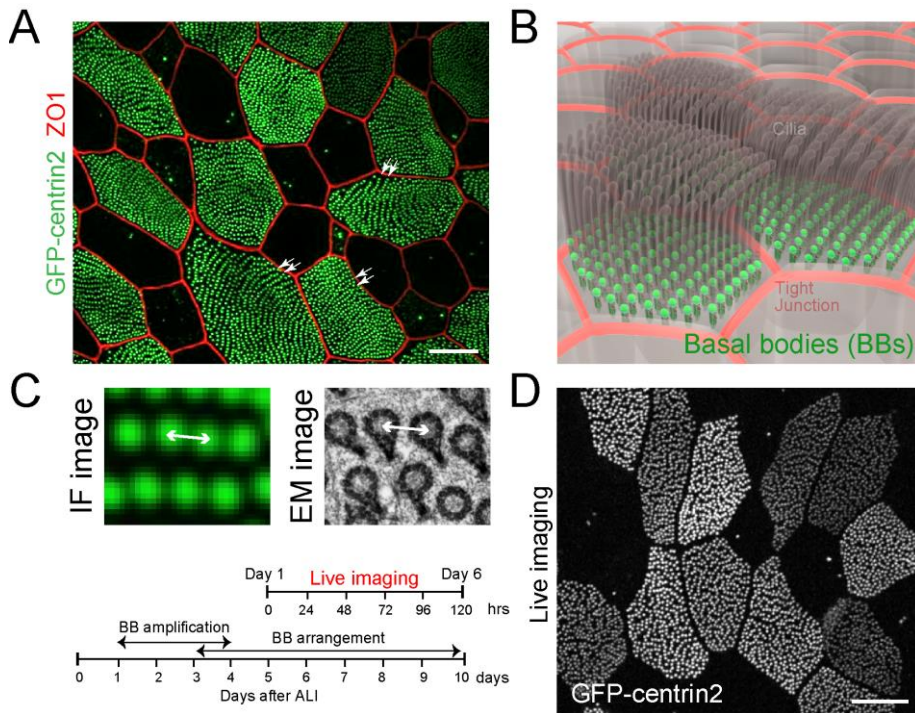 A
GFP-centrin2 ZO1
B
Cilia
Tight
Junction
Basal bodies (BBs)
C
IF image
EM image
Day 1 Live imaging Day 6
0 24 48 72 96 120 hrs
BB amplification
BB arrangement
0 1 2 3 4 5 6 7 8 9 10 days
Days after ALI
D
Live imaging
GFP-centrin2